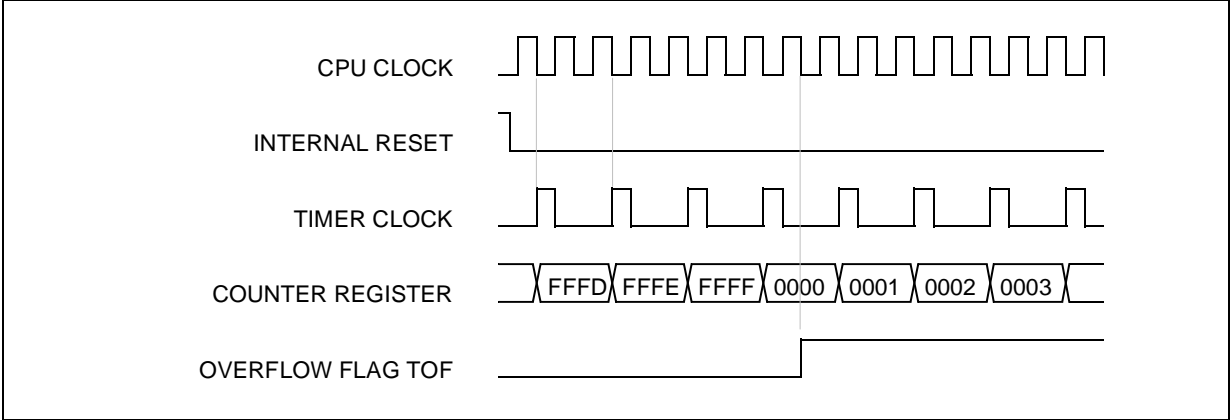 CPU CLOCK
INTERNAL RESET
TIMER CLOCK
COUNTER REGISTER
FFFD FFFE FFFF 0000 0001 0002 0003
OVERFLOW FLAG TOF